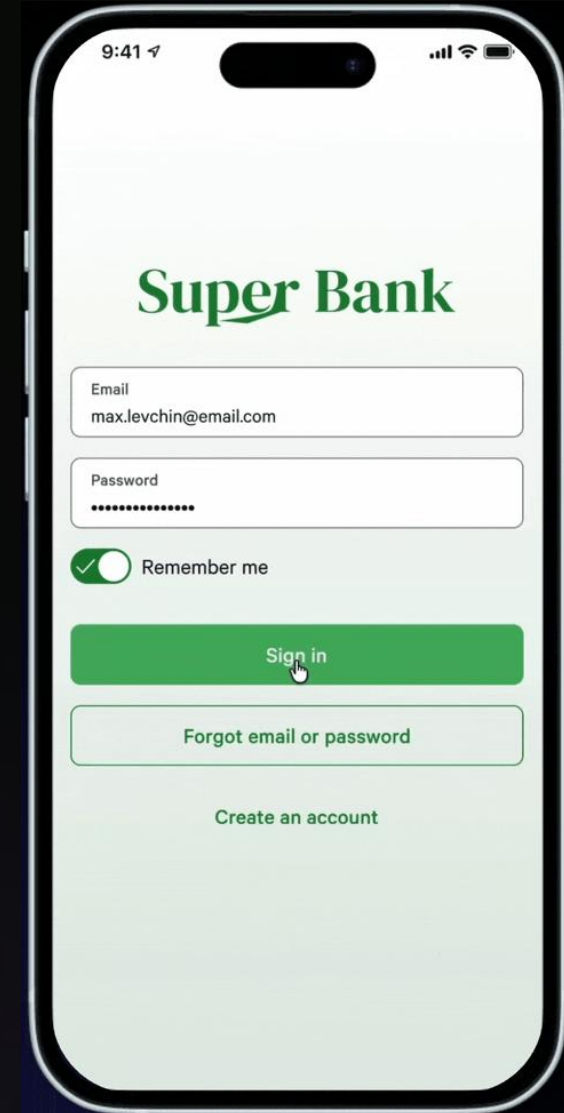 9:41
Super Bank
Email
max.levchin@email.com
Password
•••••••••••••••
Remember me
Sign in
Forgot email or password
Create an account